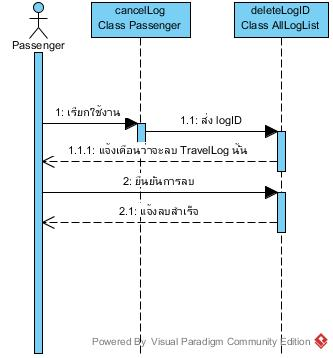 cancelLog
Class Passenger
deleteLogID
Class AllLogList
Passenger
1: เรียกใช้งาน
1.1: ส่ง logID
1.1.1: แจ้งเตือนว่าจะลบ TravelLog นั้น
2: ยืนยันการลบ
2.1: แจ้งลบสำเร็จ
Powered By Visual Paradigm Community Edition